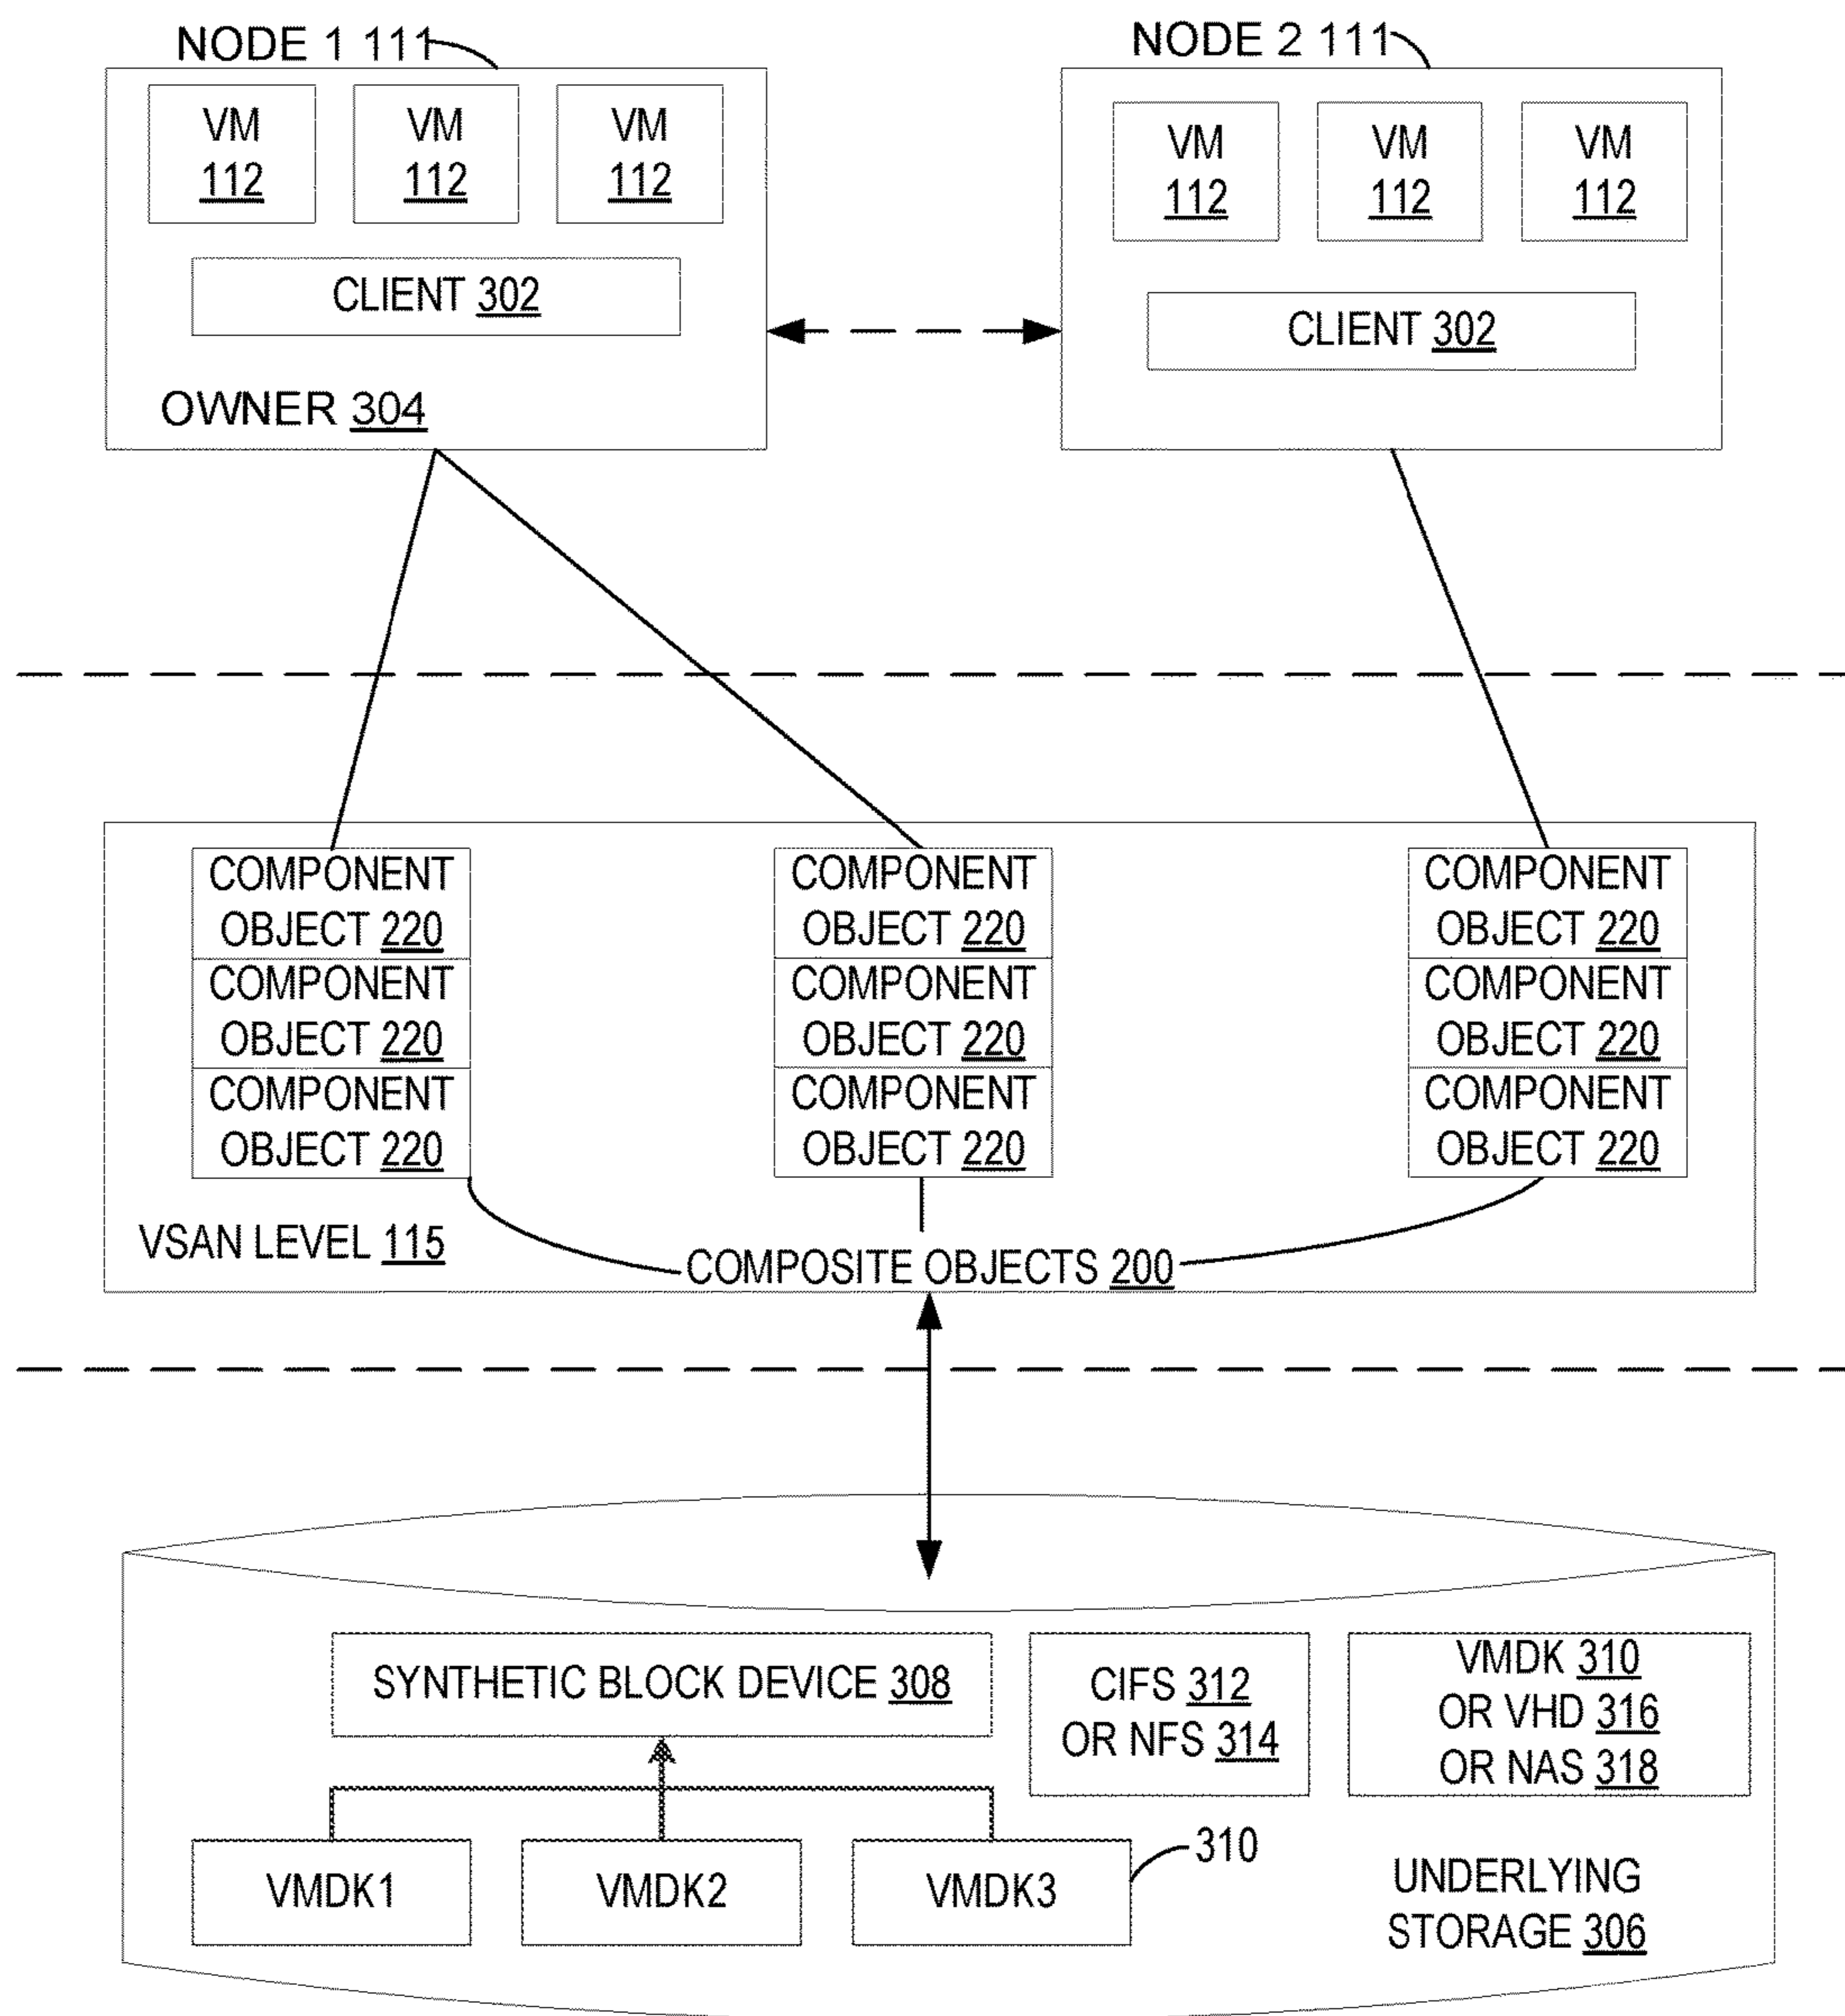 NODE 1 111
NODE 2 111
VM
112
VM
112
VM
112
CLIENT 302
OWNER 304
VM
112
VM
112
VM
112
CLIENT 302
COMPONENT
OBJECT 220
COMPONENT
OBJECT 220
COMPONENT
OBJECT 220
COMPONENT
OBJECT 220
COMPONENT
OBJECT 220
COMPONENT
OBJECT 220
COMPONENT
OBJECT 220
COMPONENT
OBJECT 220
COMPONENT
OBJECT 220
VSAN LEVEL 115
COMPOSITE OBJECTS 200
SYNTHETIC BLOCK DEVICE 308
CIFS 312
OR NFS 314
VMDK 310
OR VHD 316
OR NAS 318
VMDK1
VMDK2
VMDK3
310
UNDERLYING
STORAGE 306